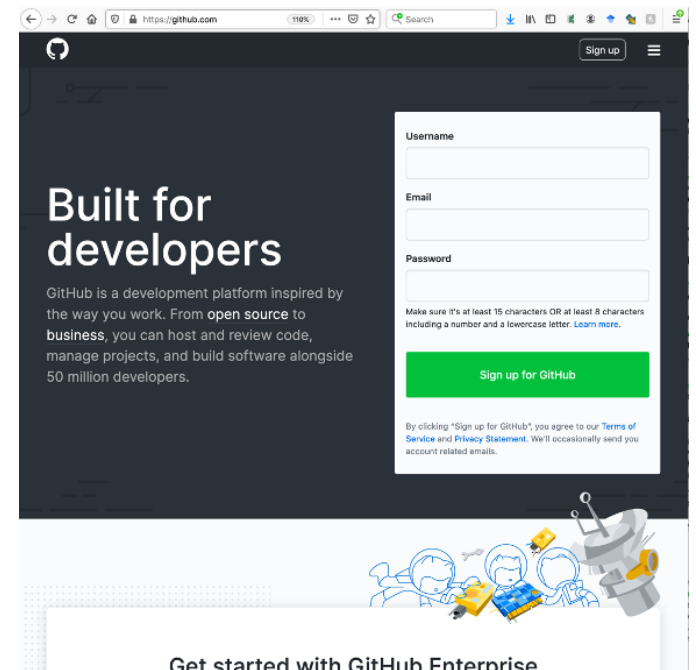 https://github.com
110%
Search
Sign up
Username
Email
Built for
developers
Password
GitHub is a development platform inspired by
the way you work. From open source to
business, you can host and review code,
manage projects, and build software alongside
50 million developers.
Make sure it's at least 15 characters OR at least 8 characters
including a number and a lowercase letter. Learn more.
Sign up for GitHub
By clicking “Sign up for GitHub”, you agree to our Terms of
Service and Privacy Statement. We'll occasionally send you
account related emails.
Get started with GitHub Enterprise